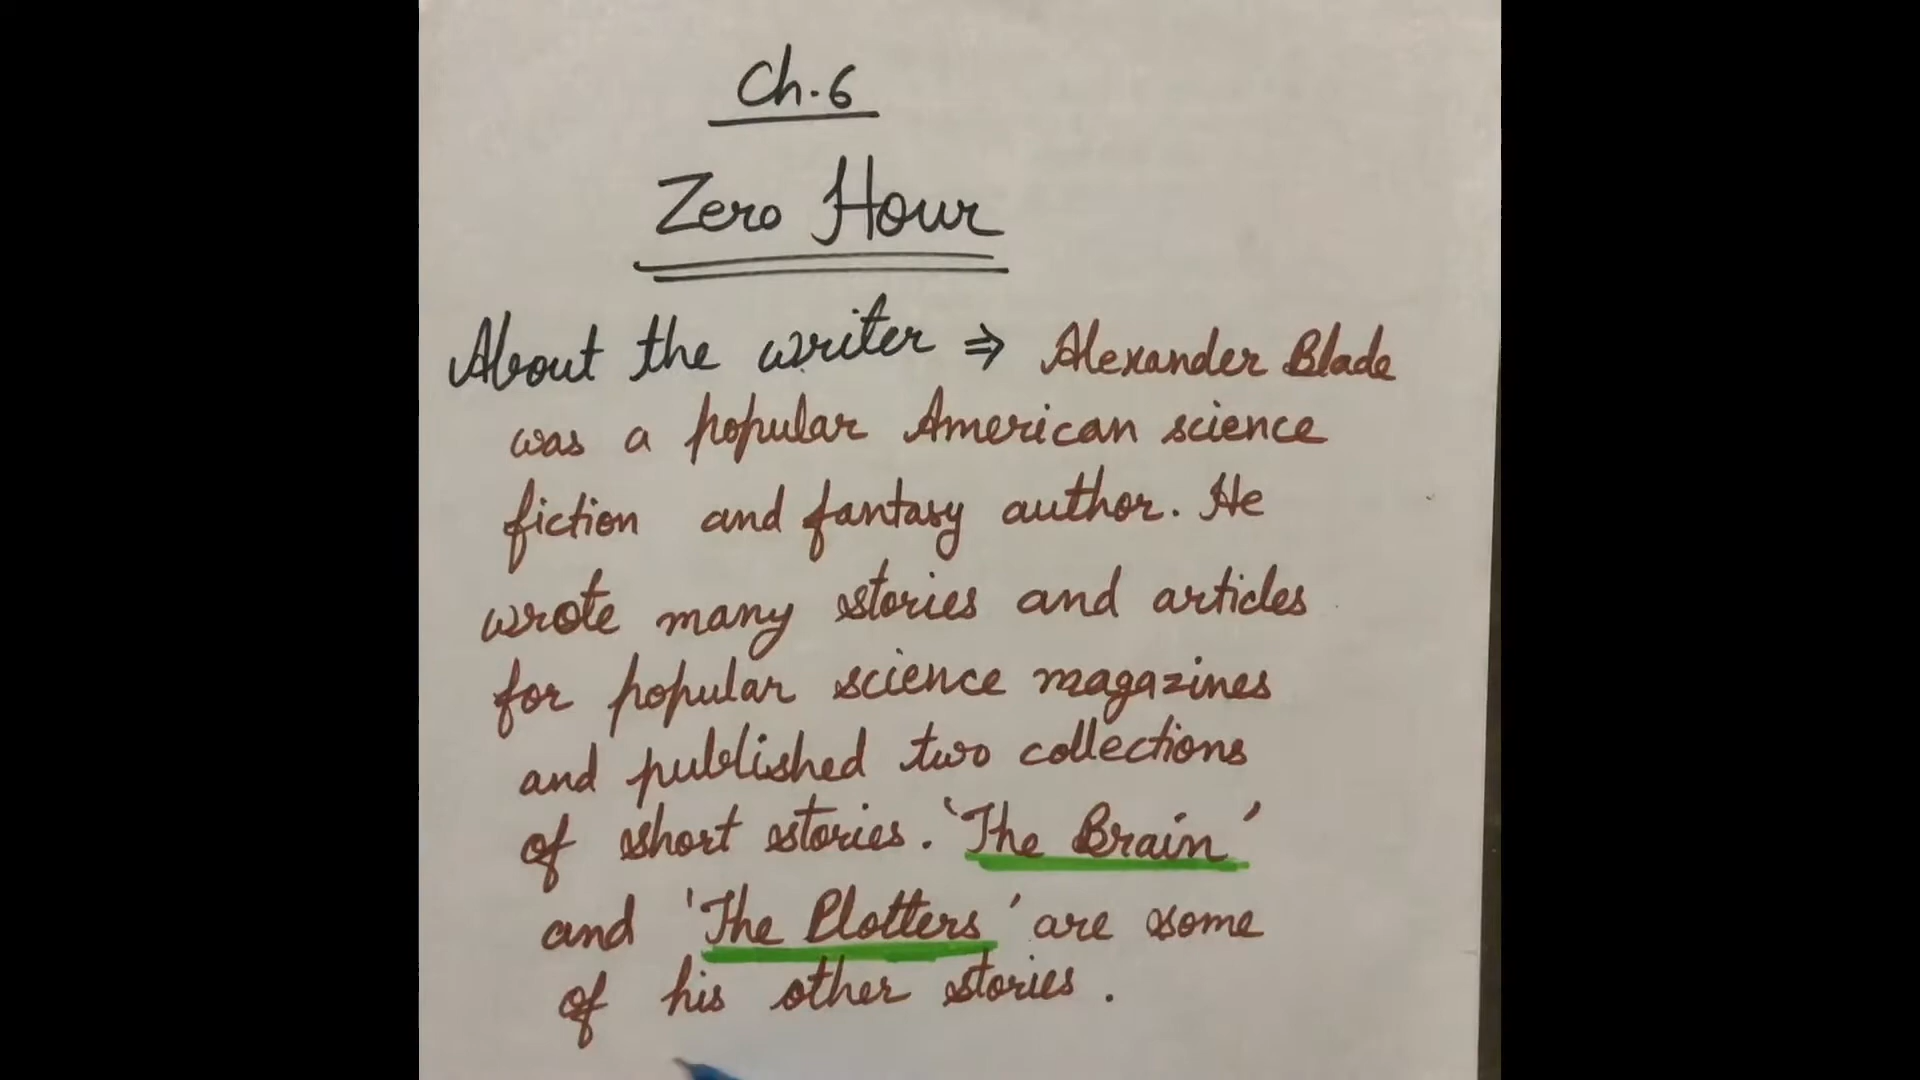 Ch.6
Zero Hour
About the writer ⇒ Alexander Blade
was a popular American science
fiction and fantasy author. He
wrote many stories and articles
for popular science magazines
and published two collections
of short stories. 'The Brain'
and 'The Plotters' are some
of his other stories.